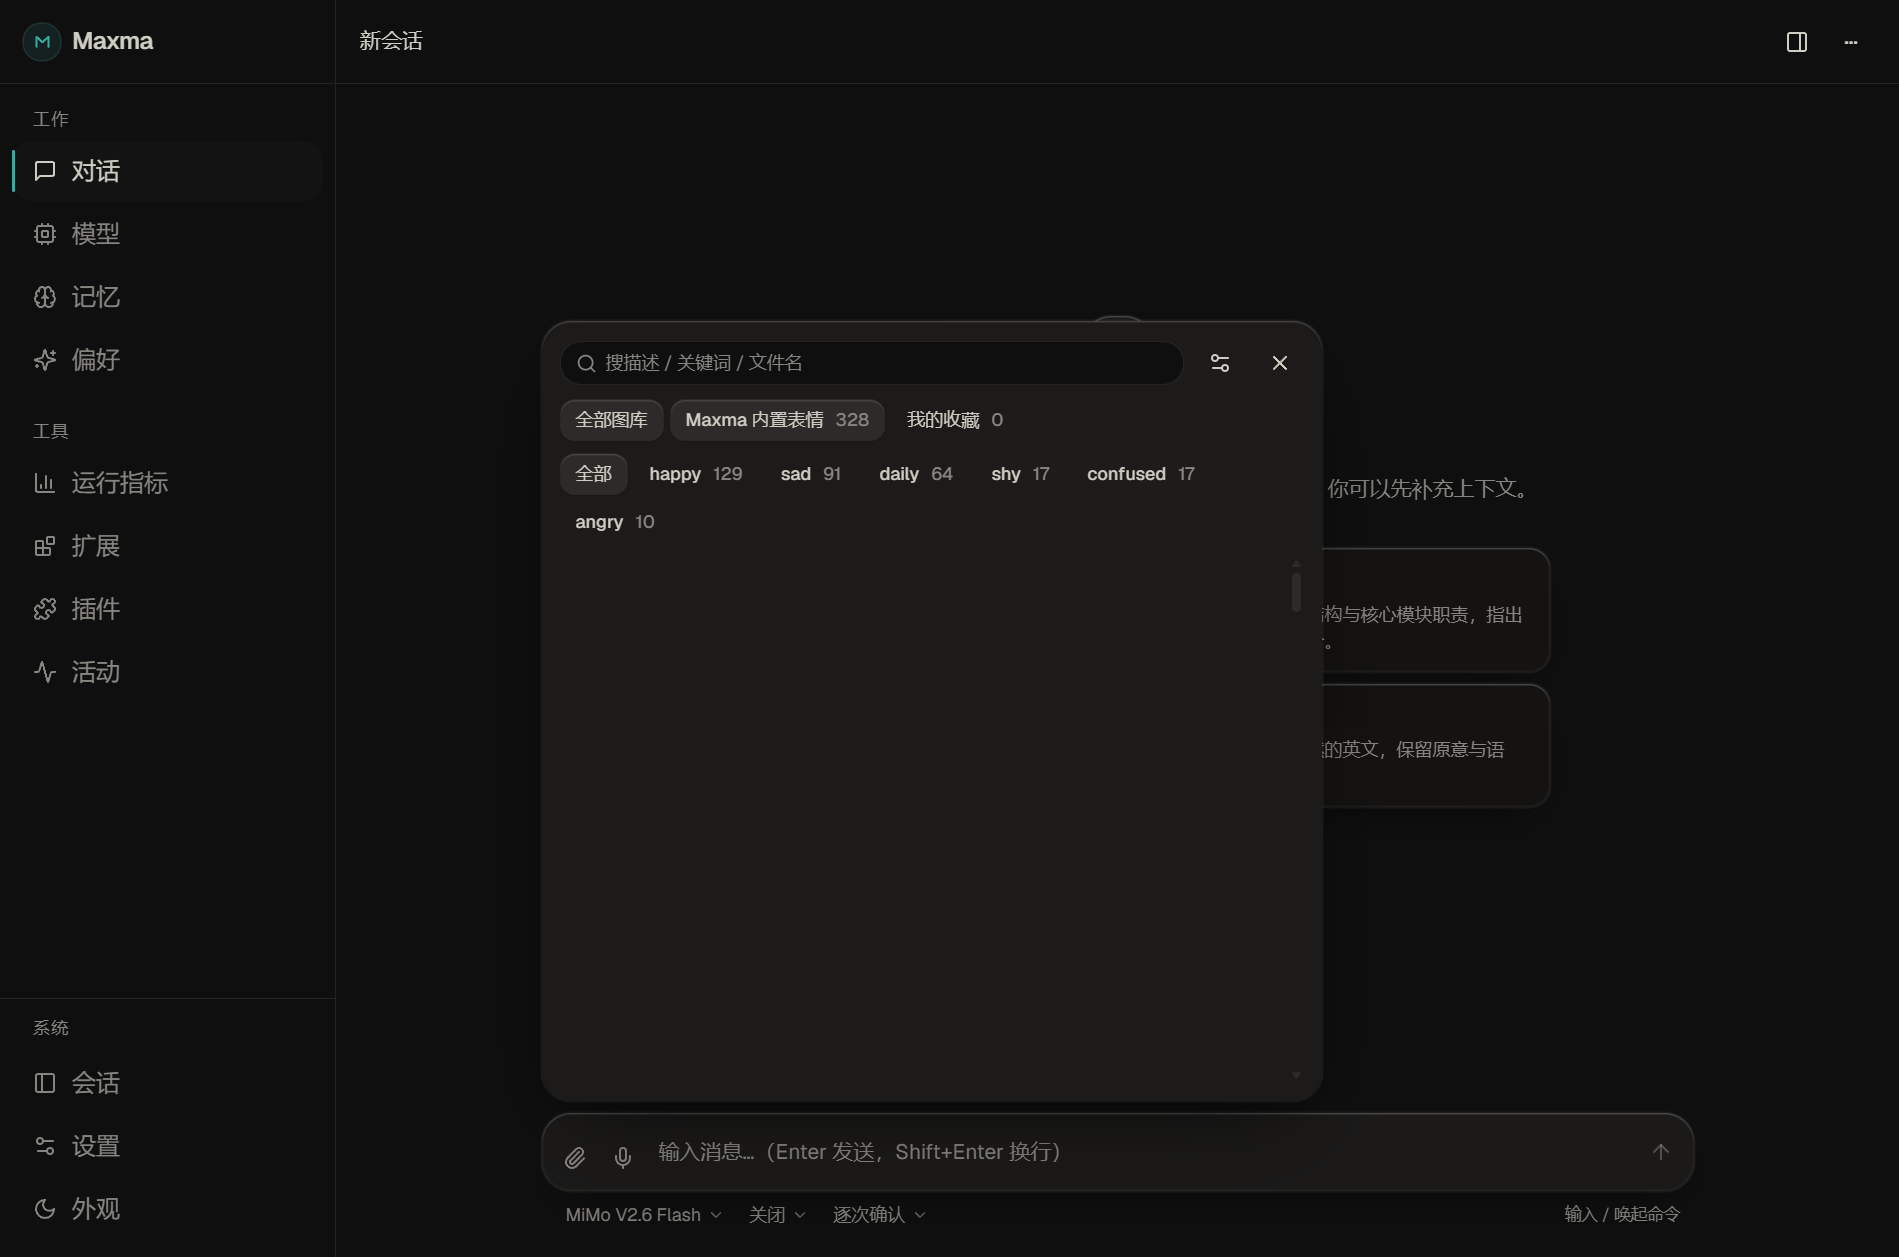 Maxma
新会话
工作
对话
模型
记忆
偏好
工具
运行指标
扩展
插件
活动
系统
会话
设置
外观
搜描述 / 关键词 / 文件名
全部图库 Maxma 内置表情 328 我的收藏 0
全部 happy 129 sad 91 daily 64 shy 17 confused 17
angry 10
你可以先补充上下文。
构与核心模块职责，指出
。
的英文，保留原意与语
输入消息...（Enter 发送，Shift+Enter 换行）
MiMo V2.6 Flash 关闭 逐次确认 输入 / 唤起命令